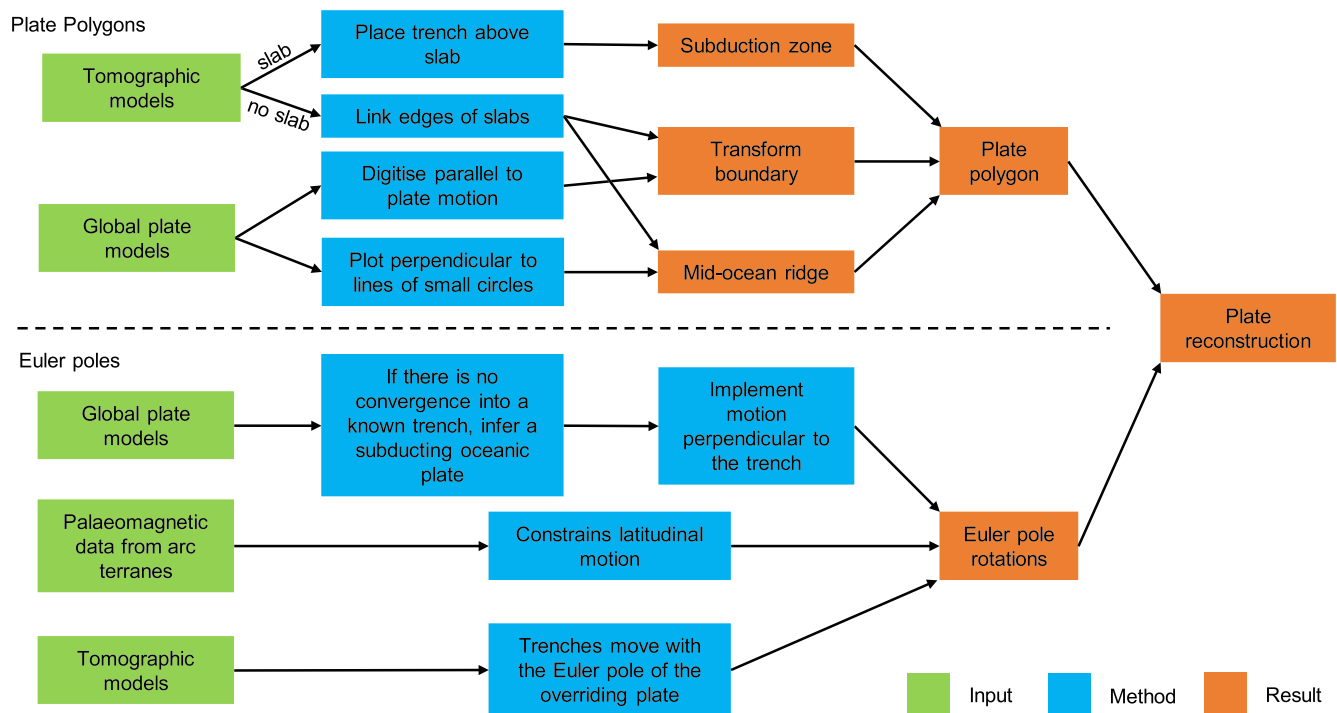 Plate Polygons
Tomographic
models
slab
no slab
Place trench above
slab
Subduction zone
Link edges of slabs
Transform
boundary
Plate
polygon
Digitise parallel to
plate motion
Global plate
models
Plot perpendicular to
lines of small circles
Mid-ocean ridge
Plate
reconstruction
Euler poles
Global plate
models
If there is no
convergence into a
known trench, infer a
subducting oceanic
plate
Implement
motion
perpendicular to
the trench
Palaeomagnetic
data from arc
terranes
Constrains latitudinal
motion
Euler pole
rotations
Tomographic
models
Trenches move with
the Euler pole of the
overriding plate
Input
Method
Result